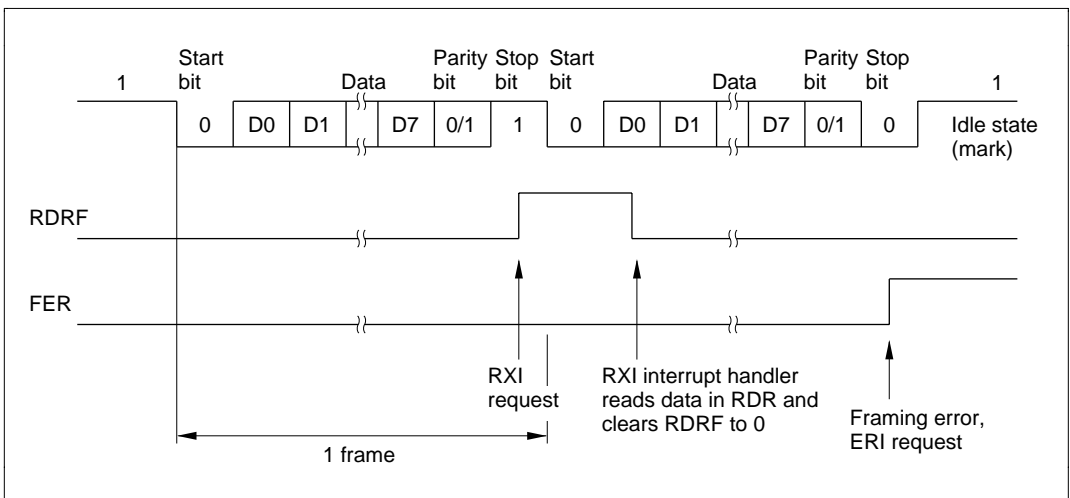 Start Parity Stop Start Parity Stop
1 bit Data bit bit bit Data bit bit 1
0 D0 D1 D7 0/1 1 0 D0 D1 D7 0/1 0 Idle state
(mark)
RDRF
FER
RXI
request
RXI interrupt handler
reads data in RDR and
clears RDRF to 0
Framing error,
ERI request
1 frame